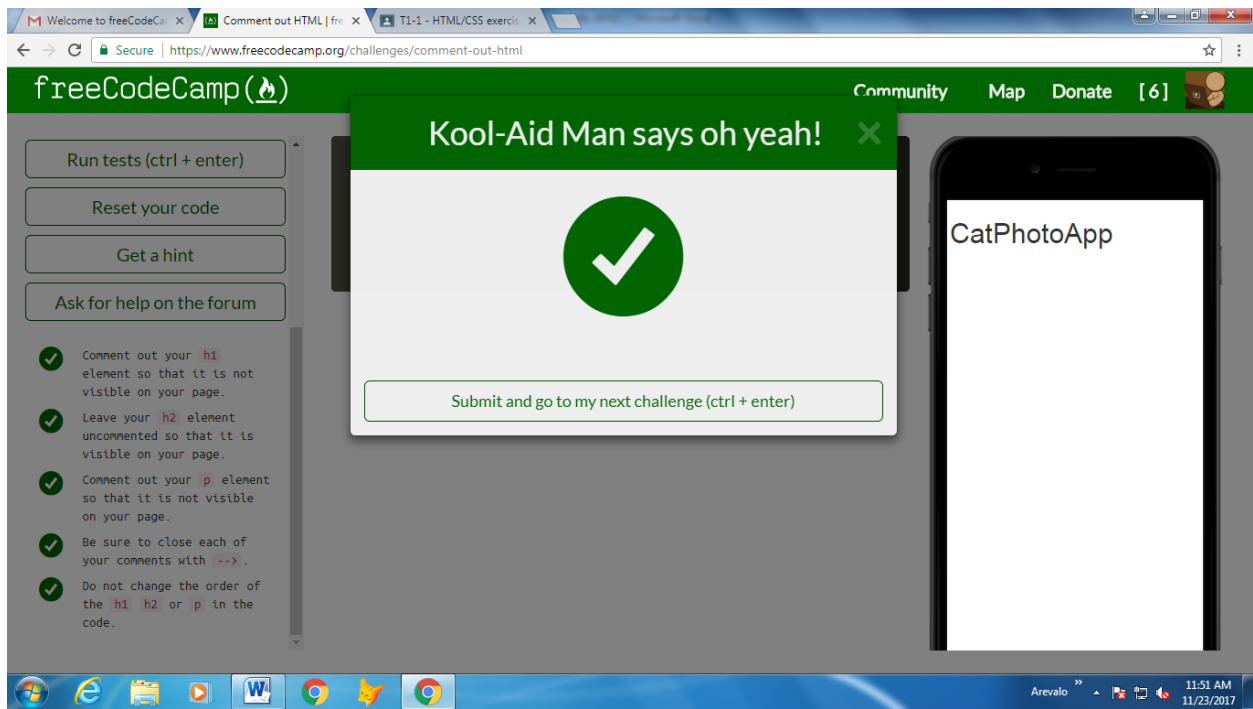 Welcome to freeCodeCa
Comment out HTML | fre
T1-1 - HTML/CSS exercis
Secure | https://www.freecodecamp.org/challenges/comment-out-html
freeCodeCamp
Community Map Donate [ 6 ]
Kool-Aid Man says oh yeah!
Run tests (ctrl + enter)
Reset your code
Get a hint
Ask for help on the forum
Comment out your h1
element so that it is not
visible on your page.
Leave your h2 element
uncommented so that it is
visible on your page.
Comment out your p element
so that it is not visible
on your page.
Be sure to close each of
your comments with -->.
Do not change the order of
the h1 h2 or p in the
code.
Submit and go to my next challenge (ctrl + enter)
CatPhotoApp
Arevalo
11:51 AM
11/23/2017